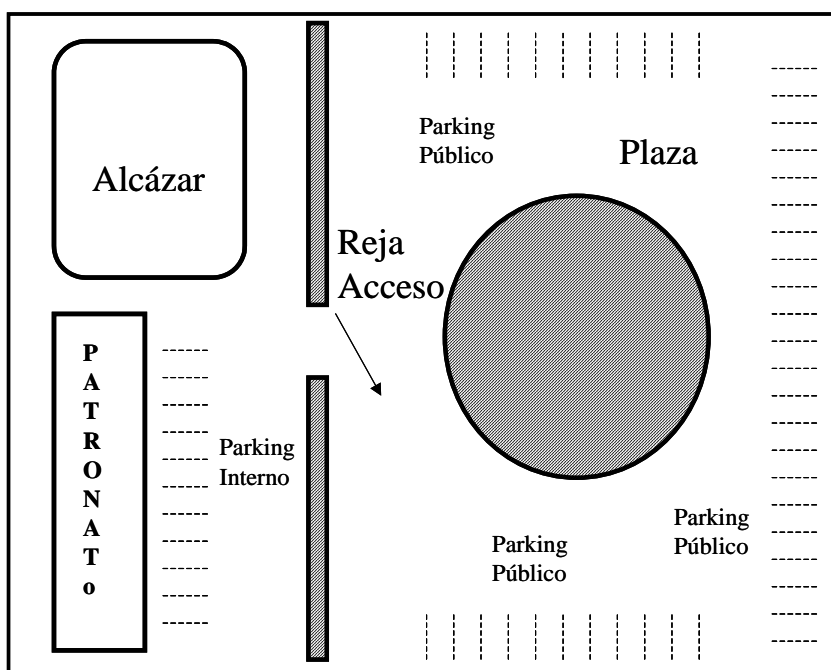 Alcázar
Reja
Acceso
Parking
Público
Plaza
P
A
T
R
O
N
A
T
o
Parking
Interno
Parking
Público
Parking
Público